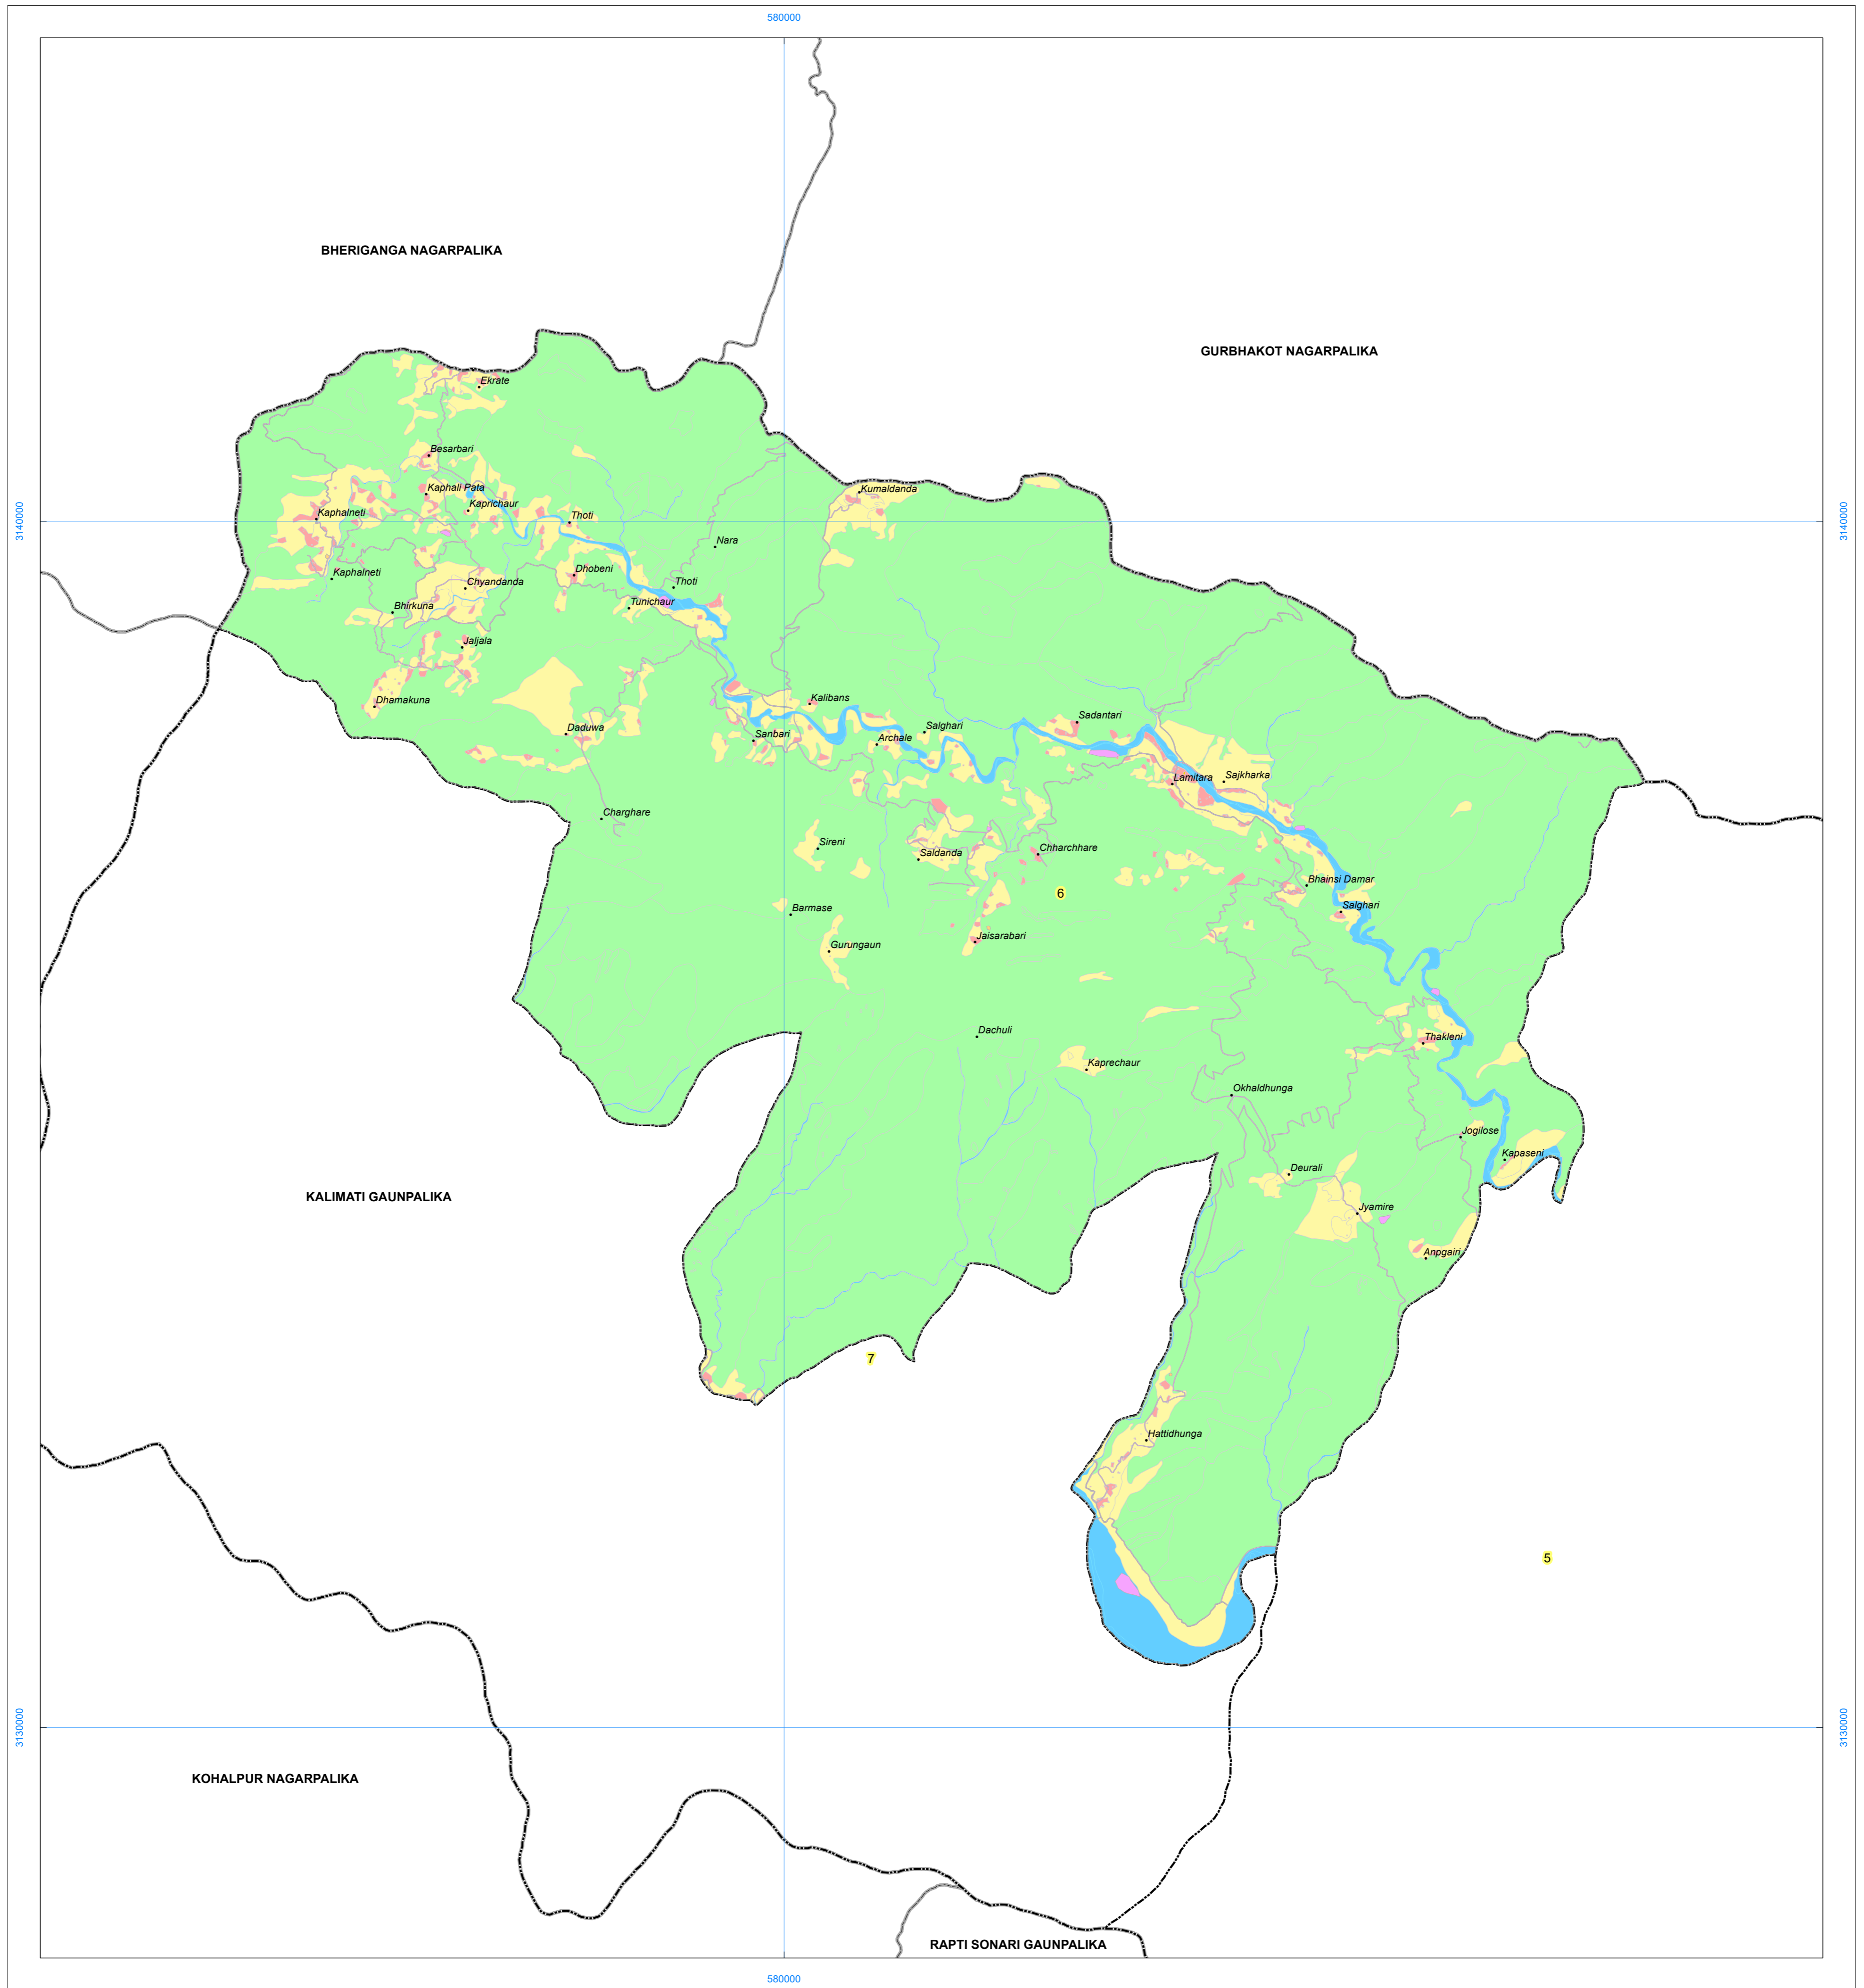 580000
BHERIGANGA NAGARPALIKA
GURBHAKOT NAGARPALIKA
Ekrate
Besarbari
Kaphali Pata
Kumaldanda
Kaprichaur
Kaphalneti
Thoti
3140000
3140000
Nara
Dhobeni
Kaphalneti
Chyandanda
Thoti
Tunichaur
Bhirkuna
Jaljala
Dhamakuna
Kalibans
Sadantari
Daduwa
Salghari
Sanbari
Archale
Lamitara
Sajkharka
Charghare
Sireni
Saldanda
Chharchhare
Bhainsi Damar
6
Barmase
Salghari
Jaisarabari
Gurungaun
Dachuli
Thakleni
Kaprechaur
Okhaldhunga
Jogilose
Kapaseni
Deurali
KALIMATI GAUNPALIKA
Jyamire
Anpgairi
7
Hattidhunga
5
3130000
3130000
KOHALPUR NAGARPALIKA
RAPTI SONARI GAUNPALIKA
580000